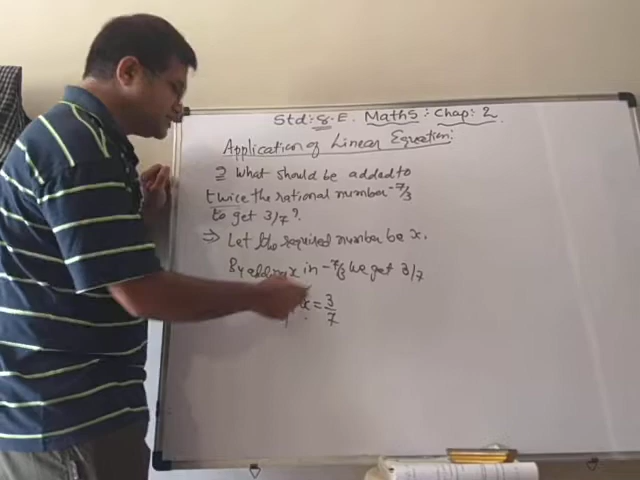 Std: 8.E. Maths: Chap: 2
Application of Linear Equation:
2 What should be added to
twice the rational number -7/3
to get 3/7?
⇒ Let the required number be x.
By adding x in -7/3 we get 3/7
x = 3/7